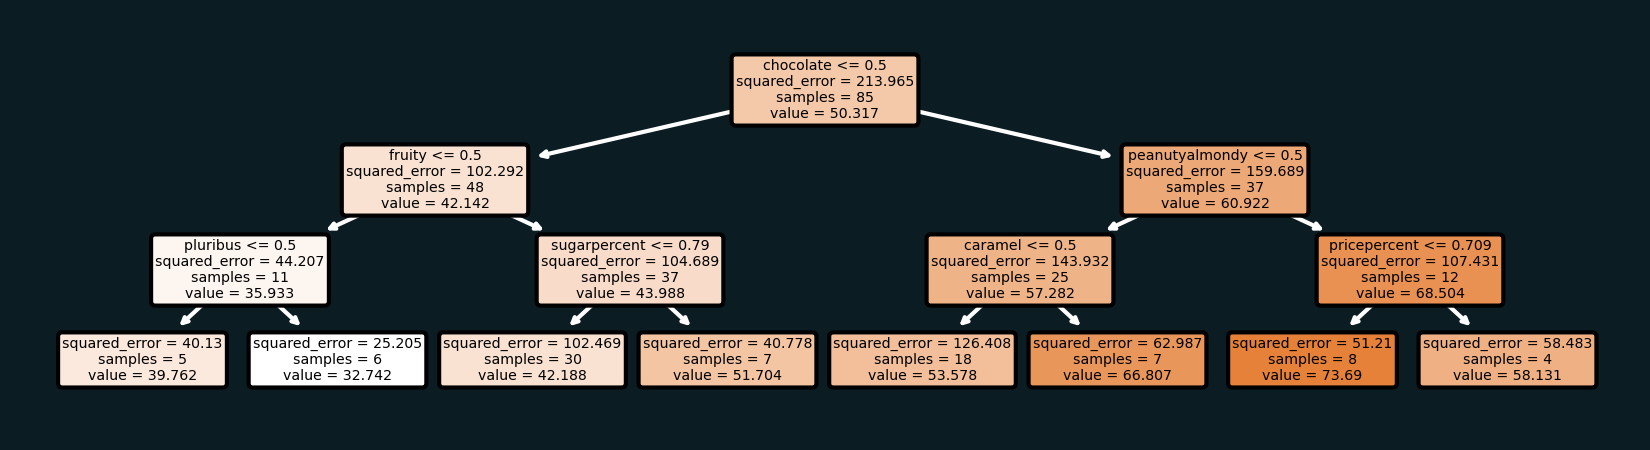 chocolate <= 0.5
squared_error = 213.965
samples = 85
value = 50.317
fruity <= 0.5
squared_error = 102.292
samples = 48
value = 42.142
peanutyalmondy <= 0.5
squared_error = 159.689
samples = 37
value = 60.922
pluribus <= 0.5
squared_error = 44.207
samples = 11
value = 35.933
sugarpercent <= 0.79
squared_error = 104.689
samples = 37
value = 43.988
caramel <= 0.5
squared_error = 143.932
samples = 25
value = 57.282
pricepercent <= 0.709
squared_error = 107.431
samples = 12
value = 68.504
squared_error = 40.13
samples = 5
value = 39.762
squared_error = 25.205
samples = 6
value = 32.742
squared_error = 102.469
samples = 30
value = 42.188
squared_error = 40.778
samples = 7
value = 51.704
squared_error = 126.408
samples = 18
value = 53.578
squared_error = 62.987
samples = 7
value = 66.807
squared_error = 51.21
samples = 8
value = 73.69
squared_error = 58.483
samples = 4
value = 58.131